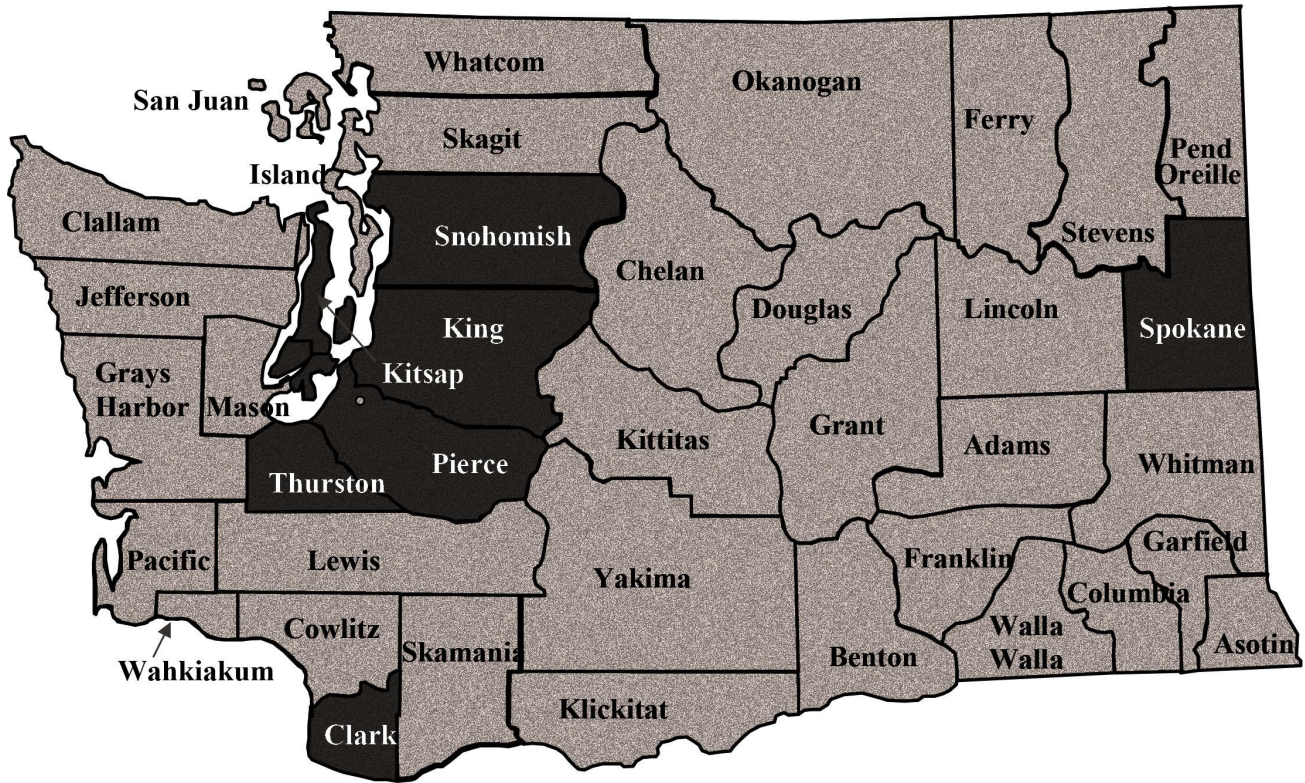 Whatcom
Okanogan
San Juan
Ferry
Skagit
Pend
Oreille
Island
Clallam
Snohomish
Stevens
Chelan
Jefferson
Douglas
Lincoln
King
Spokane
Kitsap
Grays
Harbor
Mason
Grant
Kittitas
Adams
Pierce
Whitman
Thurston
Garfield
Pacific
Lewis
Franklin
Yakima
Columbia
Cowlitz
Walla
Walla
Skamania
Asotin
Benton
Wahkiakum
Klickitat
Clark